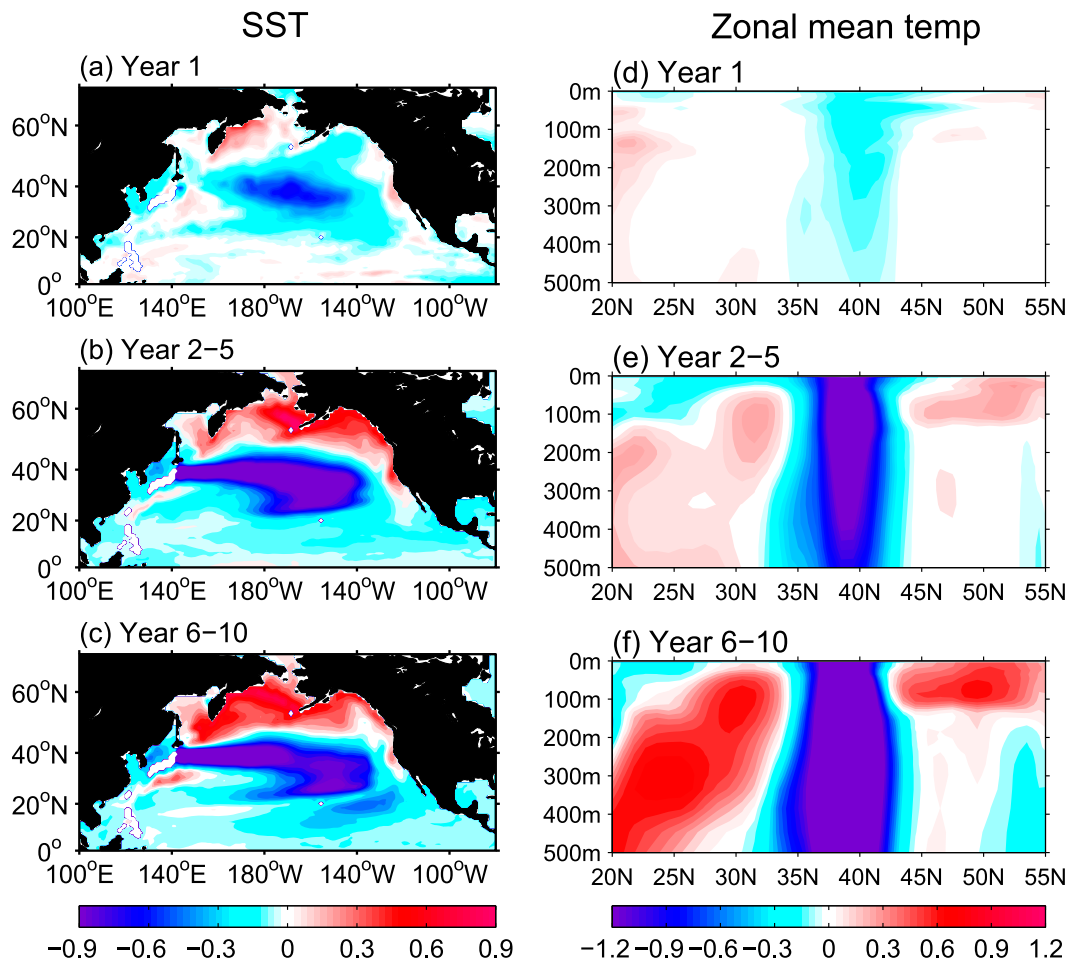 SST
Zonal mean temp
(a) Year 1
60°N
40°N
20°N
0°
100°E 140°E 180°W 140°W 100°W
(d) Year 1
0m
100m
200m
300m
400m
500m
20N 25N 30N 35N 40N 45N 50N 55N
(b) Year 2−5
60°N
40°N
20°N
0°
100°E 140°E 180°W 140°W 100°W
(e) Year 2−5
0m
100m
200m
300m
400m
500m
20N 25N 30N 35N 40N 45N 50N 55N
(c) Year 6−10
60°N
40°N
20°N
0°
100°E 140°E 180°W 140°W 100°W
(f) Year 6−10
0m
100m
200m
300m
400m
500m
20N 25N 30N 35N 40N 45N 50N 55N
−0.9 −0.6 −0.3 0 0.3 0.6 0.9
−1.2 −0.9 −0.6 −0.3 0 0.3 0.6 0.9 1.2